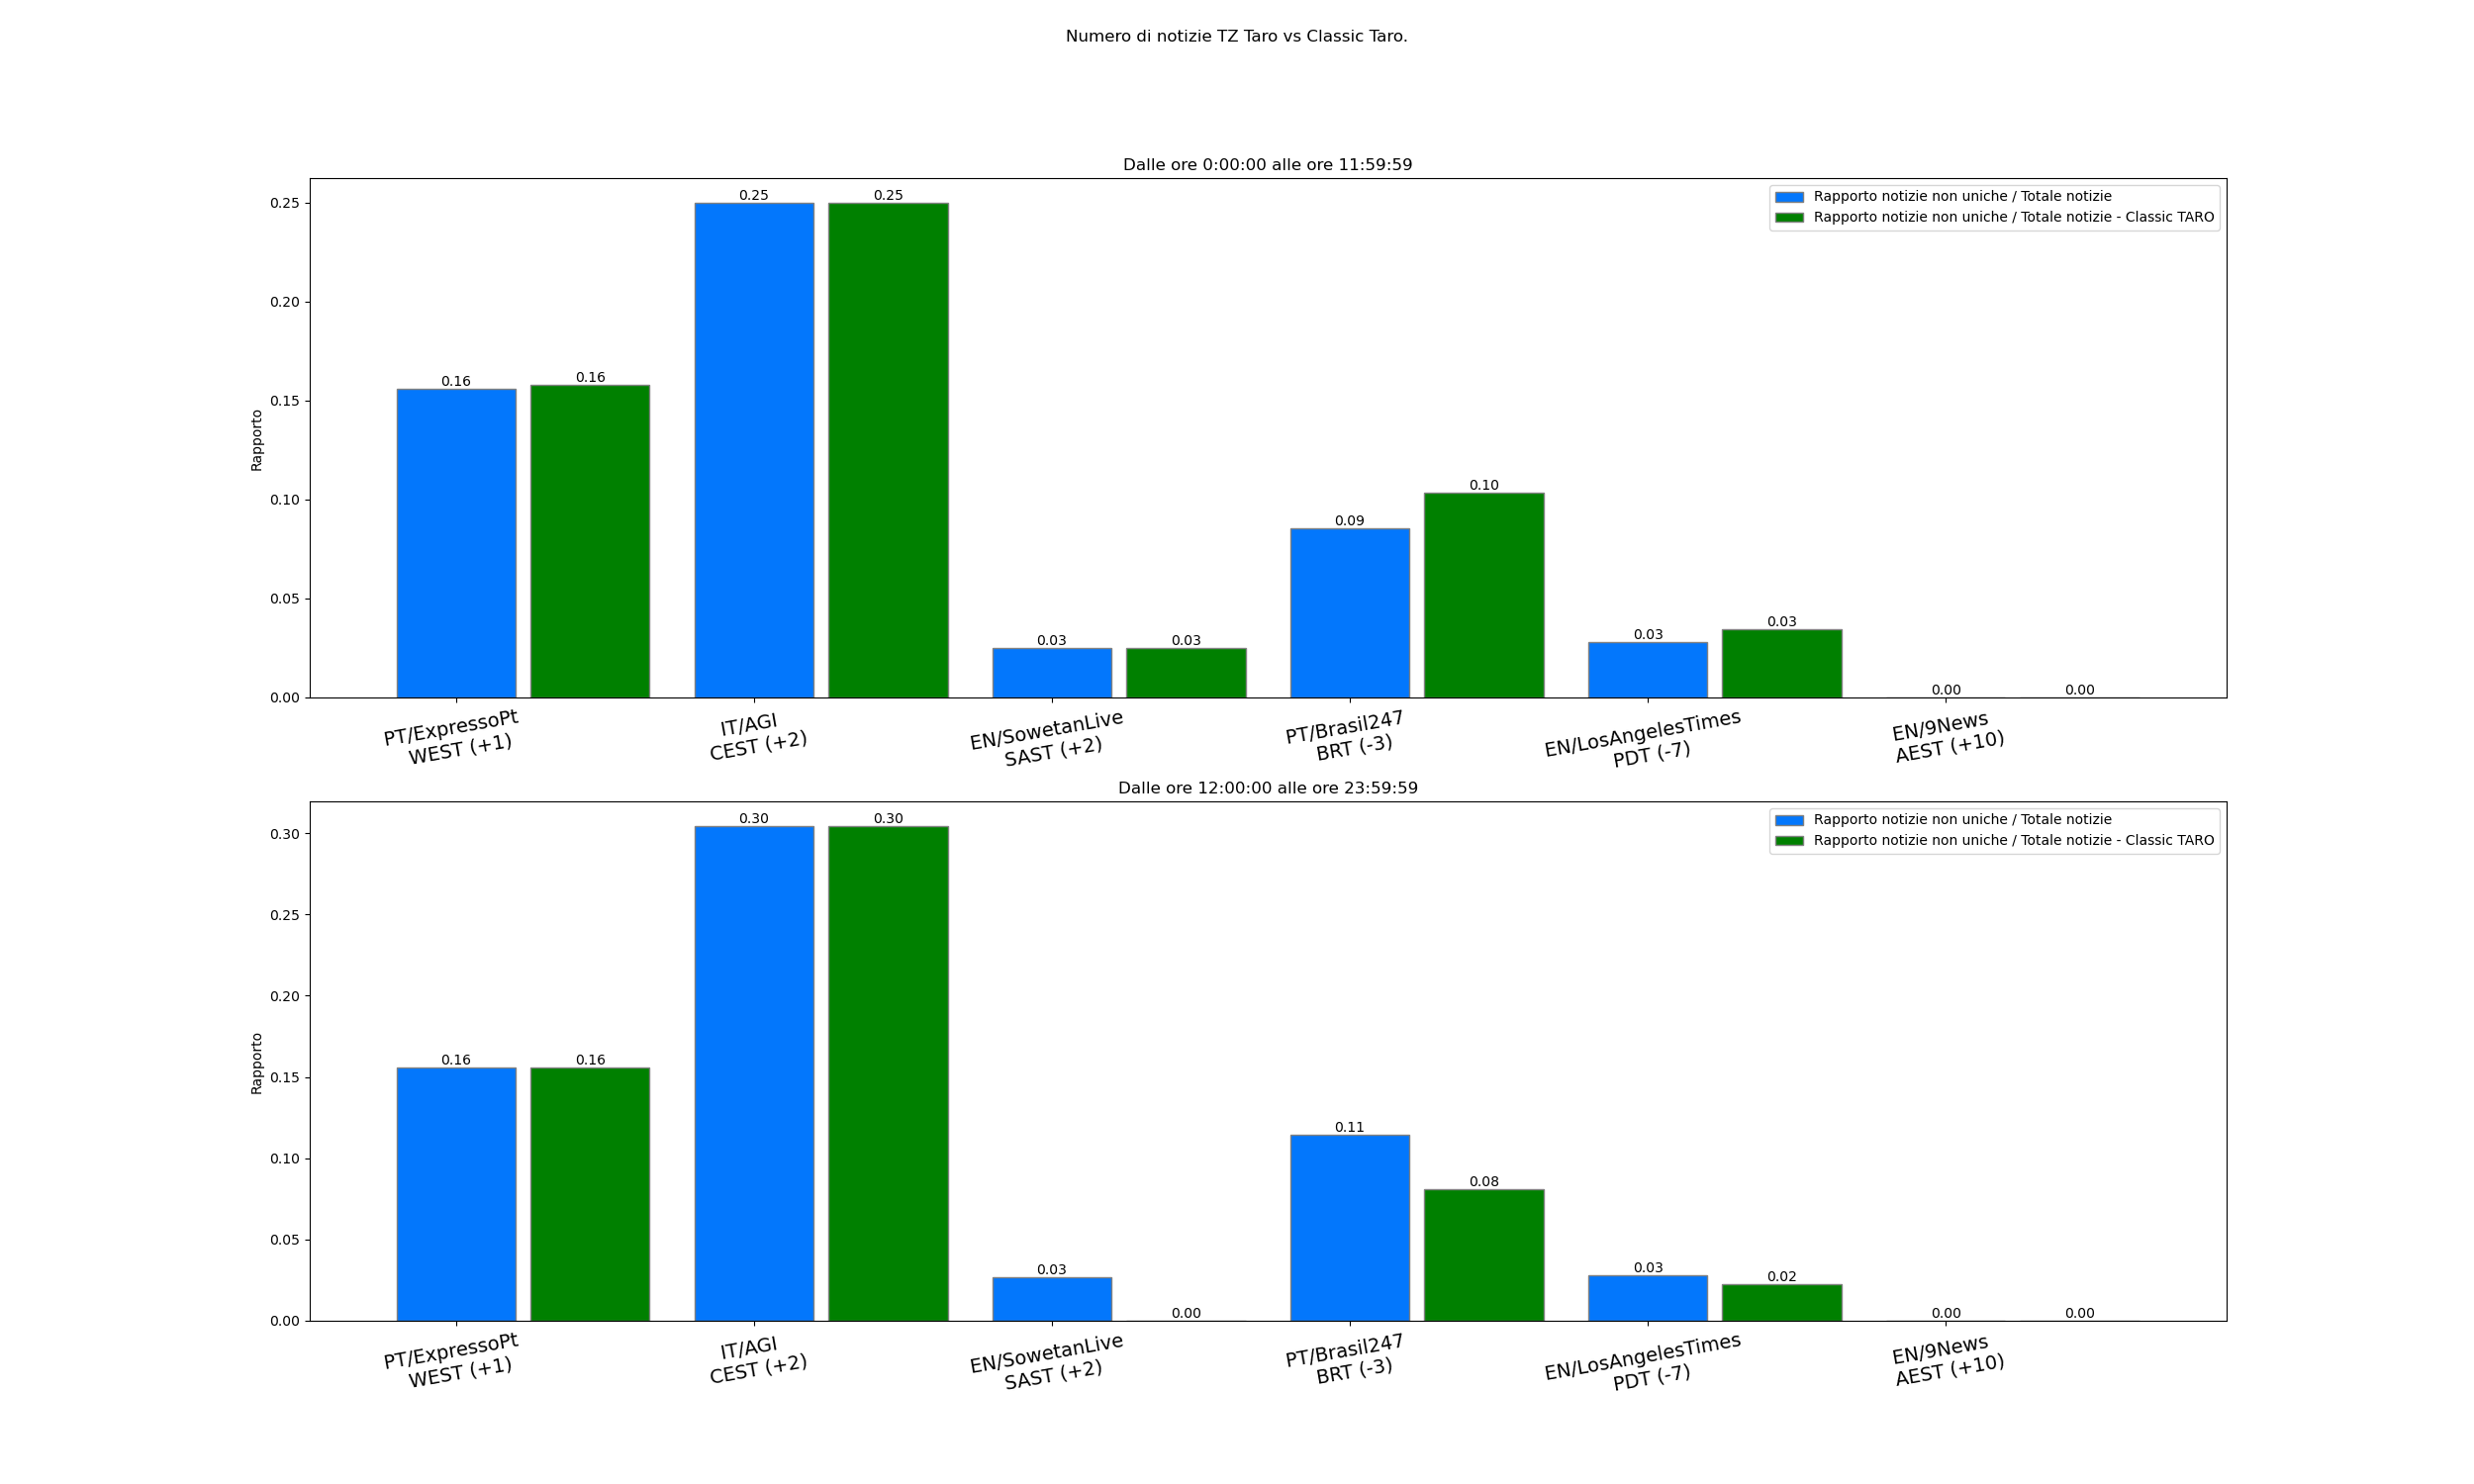 Numero di notizie TZ Taro vs Classic Taro.
Dalle ore 0:00:00 alle ore 11:59:59
Rapporto notizie non uniche / Totale notizie
Rapporto notizie non uniche / Totale notizie - Classic TARO
Rapporto
0.25
0.20
0.15
0.10
0.05
0.00
0.16
0.16
0.25
0.25
0.03
0.03
0.09
0.10
0.03
0.03
0.00
0.00
PT/ExpressoPt
WEST (+1)
IT/AGI
CEST (+2)
EN/SowetanLive
SAST (+2)
PT/Brasil247
BRT (-3)
EN/LosAngelesTimes
PDT (-7)
EN/9News
AEST (+10)
Dalle ore 12:00:00 alle ore 23:59:59
Rapporto notizie non uniche / Totale notizie
Rapporto notizie non uniche / Totale notizie - Classic TARO
Rapporto
0.30
0.25
0.20
0.15
0.10
0.05
0.00
0.16
0.16
0.30
0.30
0.03
0.00
0.11
0.08
0.03
0.02
0.00
0.00
PT/ExpressoPt
WEST (+1)
IT/AGI
CEST (+2)
EN/SowetanLive
SAST (+2)
PT/Brasil247
BRT (-3)
EN/LosAngelesTimes
PDT (-7)
EN/9News
AEST (+10)